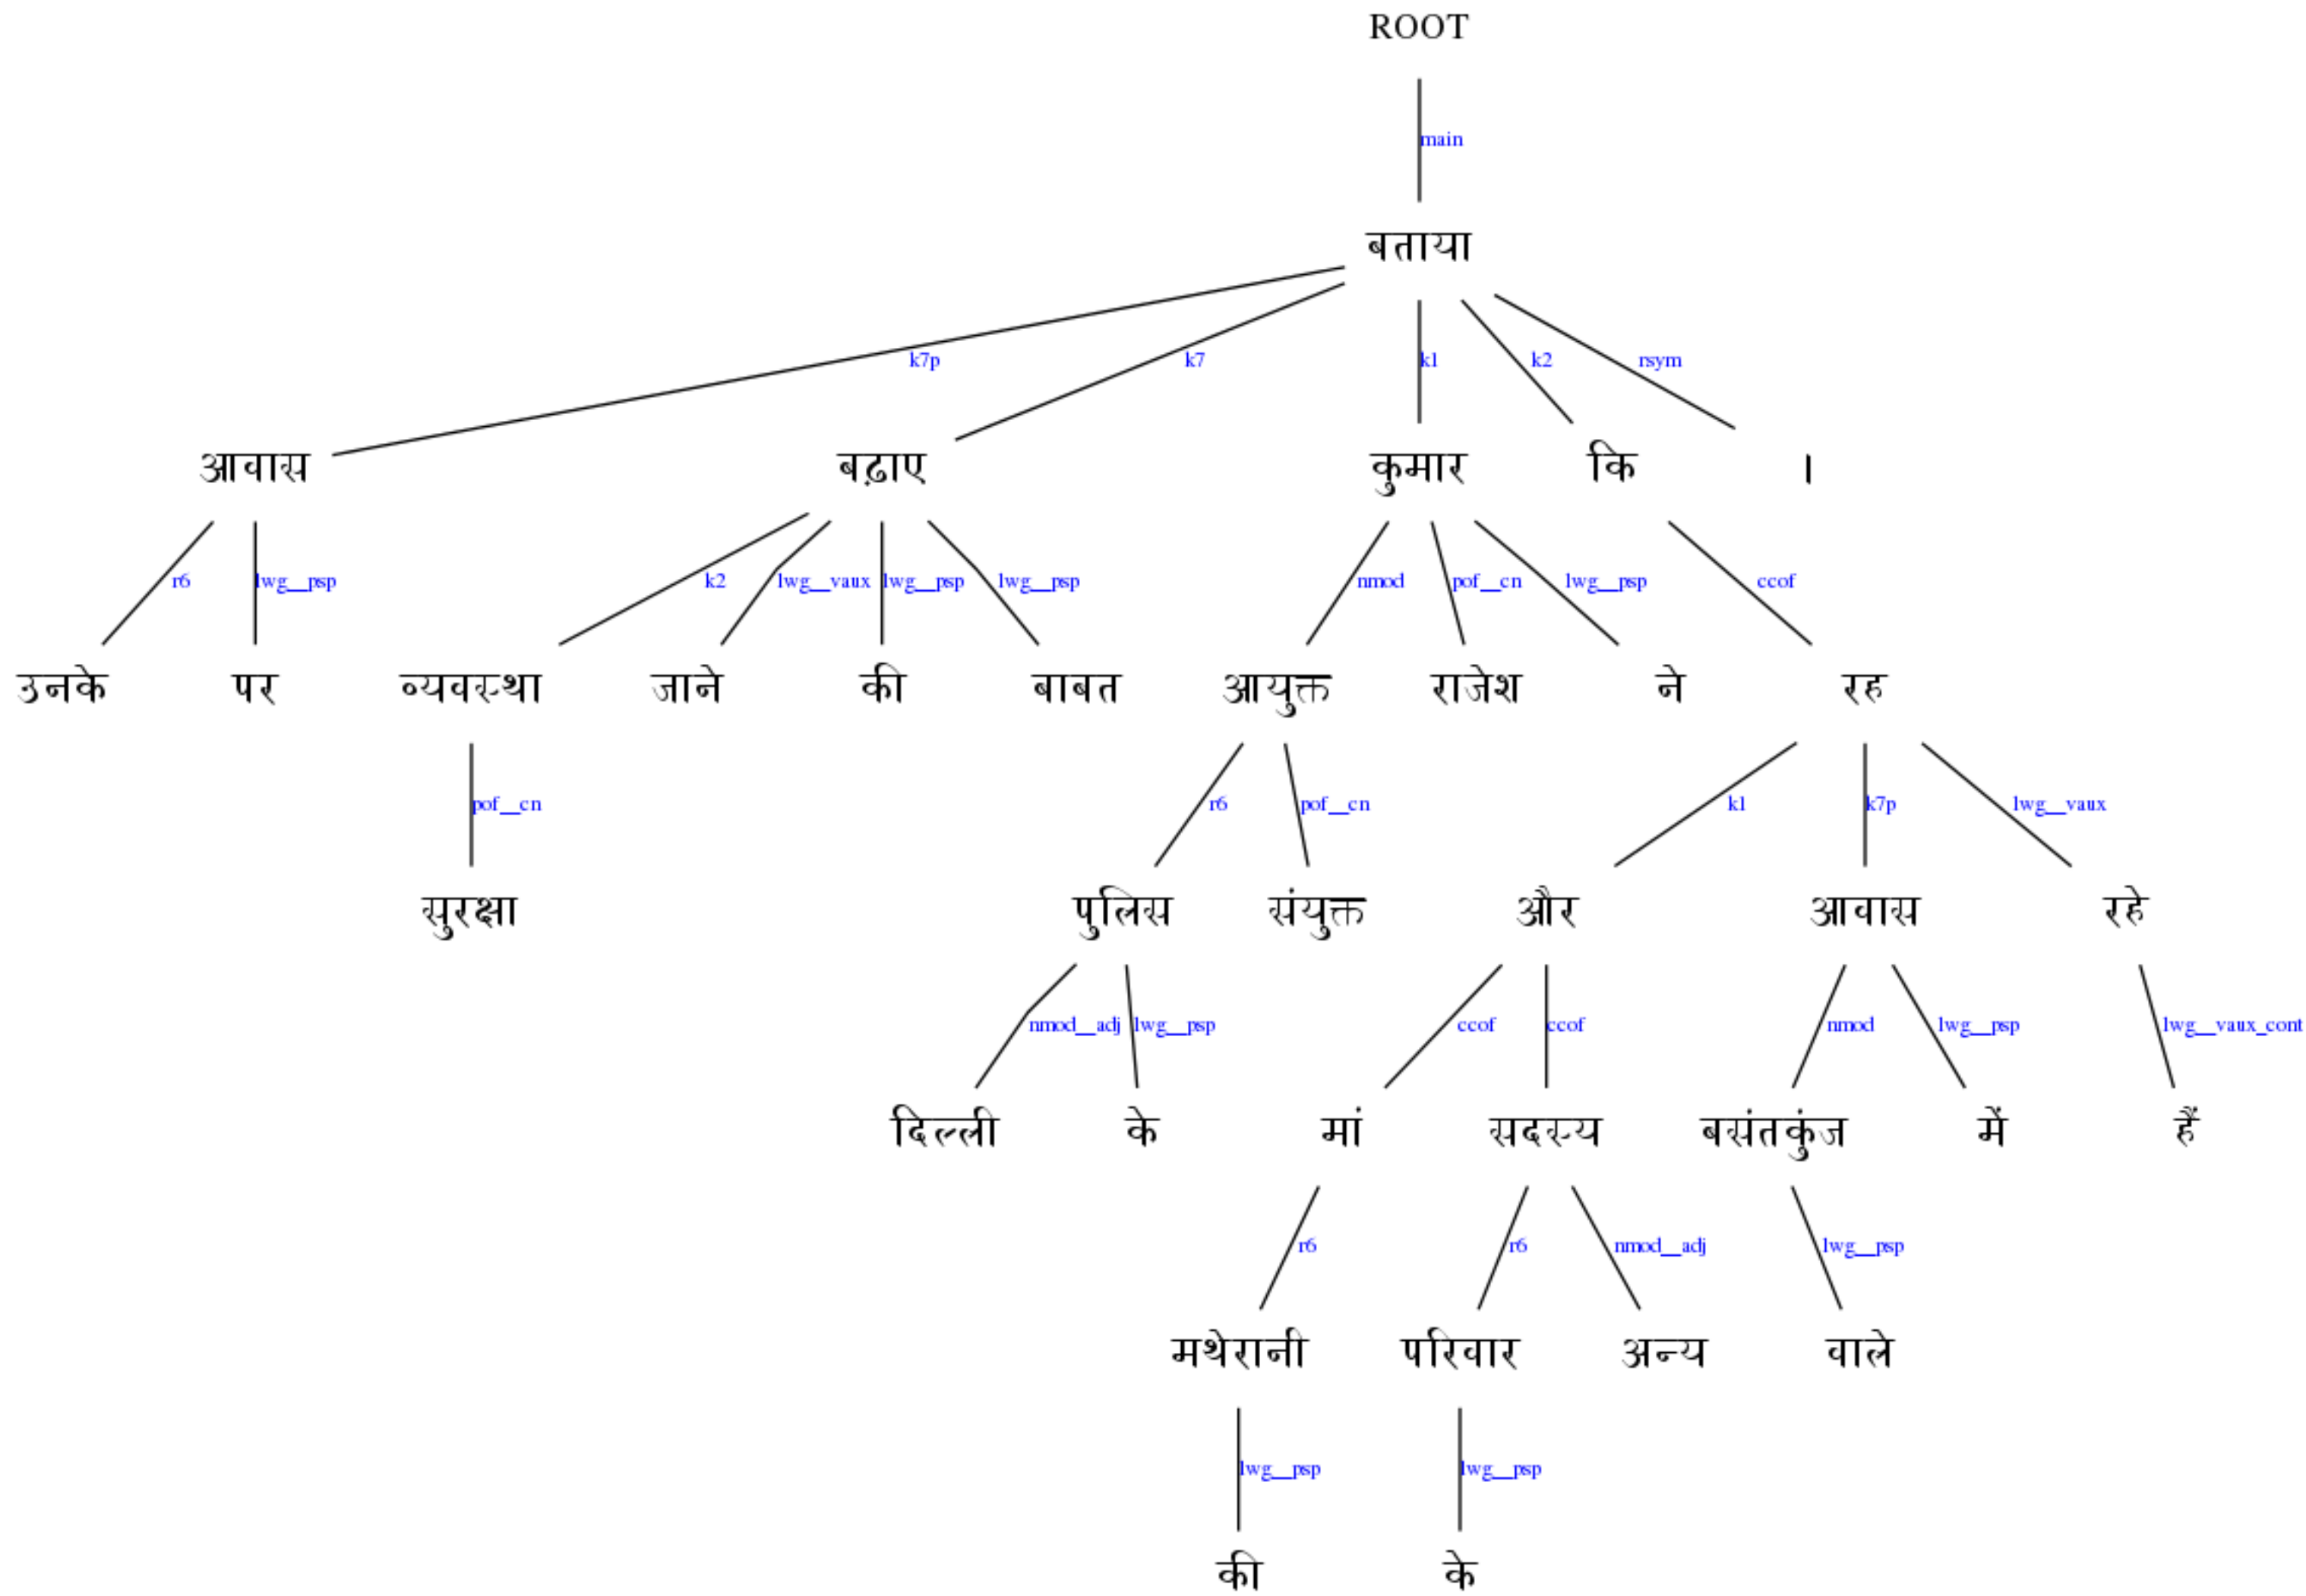 ROOT
main
बताया
k7p k7 k1 k2 rsym
आवास बढ़ाए कुमार कि ।
r6 lwg__psp k2 lwg__vaux lwg__psp lwg__psp nmod pof__cn lwg__psp ccof
उनके पर व्यवस्था जाने की बाबत आयुक्त राजेश ने रह
pof__cn r6 pof__cn k1 k7p lwg__vaux
सुरक्षा पुलिस संयुक्त और आवास रहे
nmod__adj lwg__psp ccof ccof nmod lwg__psp lwg__vaux_cont
दिल्ली के मां सदस्य बसंतकुंज में हैं
r6 r6 nmod__adj lwg__psp
मथेरानी परिवार अन्य वाले
lwg__psp lwg__psp
की के